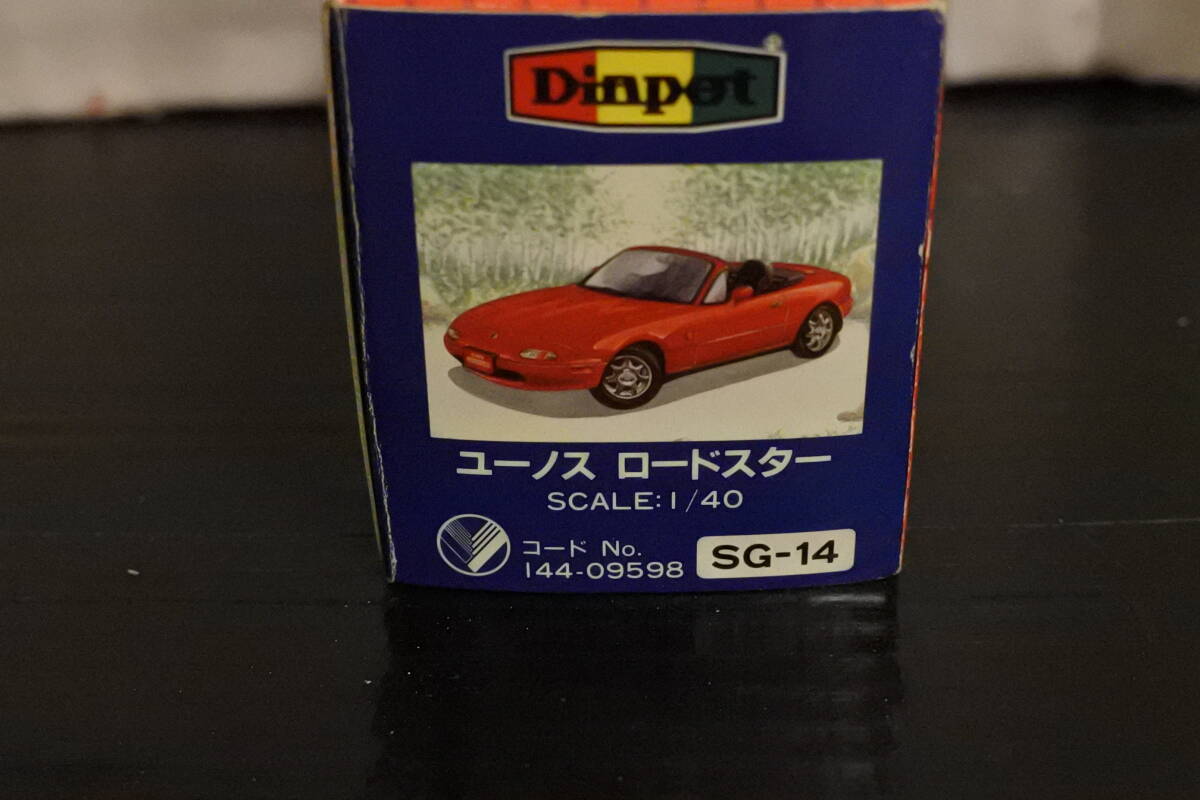 Dinpet
ユーノス ロードスター
SCALE:1/40
コード No.
144-09598
SG-14